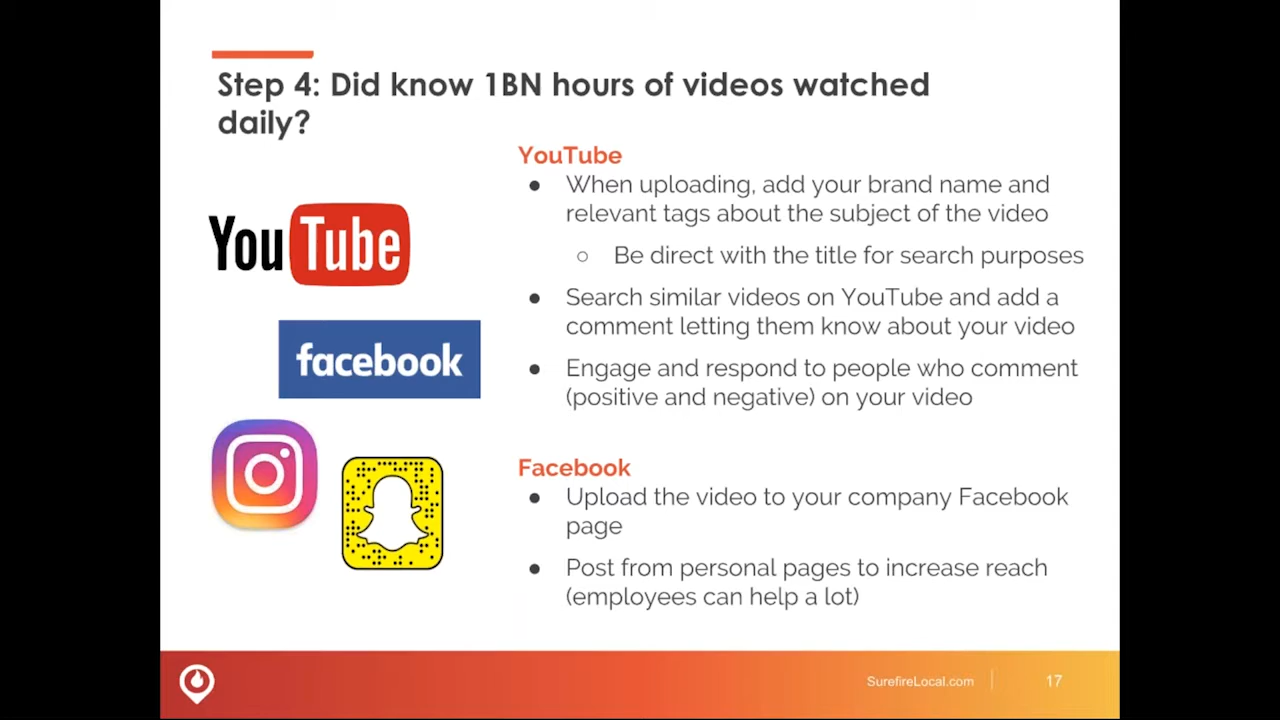 Step 4: Did know 1BN hours of videos watched
daily?
YouTube
● When uploading, add your brand name and
relevant tags about the subject of the video
○ Be direct with the title for search purposes
● Search similar videos on YouTube and add a
comment letting them know about your video
● Engage and respond to people who comment
(positive and negative) on your video
Facebook
● Upload the video to your company Facebook
page
● Post from personal pages to increase reach
(employees can help a lot)
YouTube
facebook
SurefireLocal.com
17